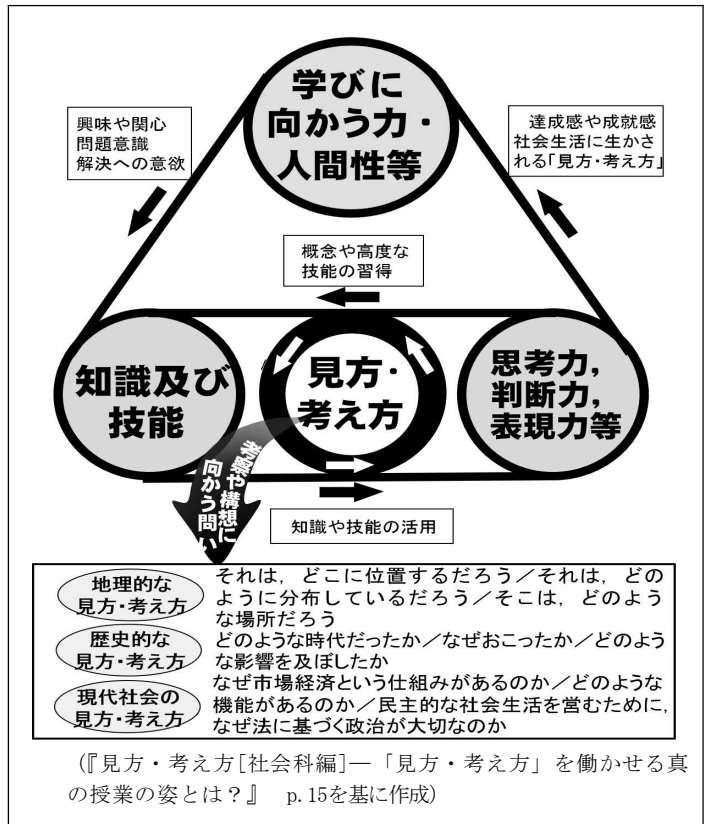 学びに
向かう力・
人間性等
興味や関心
問題意識
解決への意欲
達成感や成就感
社会生活に生かさ
れる「見方・考え方」
概念や高度な
技能の習得
知識及び
技能
見方・
考え方
思考力，
判断力，
表現力等
考察や構想に
向かう問い
知識や技能の活用
地理的な
見方・考え方
それは，どこに位置するだろう／それは，どの
ように分布しているだろう／そこは，どのよう
な場所だろう
歴史的な
見方・考え方
どのような時代だったか／なぜおこったか／どのよう
な影響を及ぼしたか
現代社会の
見方・考え方
なぜ市場経済という仕組みがあるのか／どのような
機能があるのか／民主的な社会生活を営むために，
なぜ法に基づく政治が大切なのか
(『見方・考え方[社会科編]―「見方・考え方」を働かせる真
の授業の姿とは？』 p.15を基に作成)